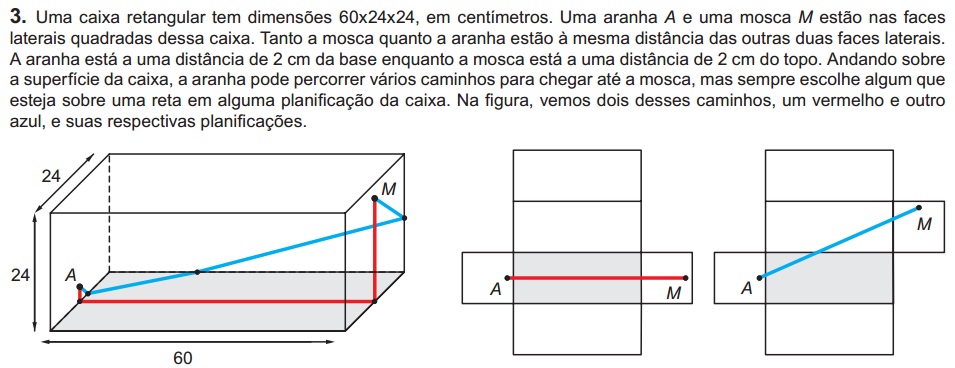 3. Uma caixa retangular tem dimensões 60x24x24, em centímetros. Uma aranha A e uma mosca M estão nas faces
laterais quadradas dessa caixa. Tanto a mosca quanto a aranha estão à mesma distância das outras duas faces laterais.
A aranha está a uma distância de 2 cm da base enquanto a mosca está a uma distância de 2 cm do topo. Andando sobre
a superfície da caixa, a aranha pode percorrer vários caminhos para chegar até a mosca, mas sempre escolhe algum que
esteja sobre uma reta em alguma planificação da caixa. Na figura, vemos dois desses caminhos, um vermelho e outro
azul, e suas respectivas planificações.
24
M
24
A
60
A
M
A
M